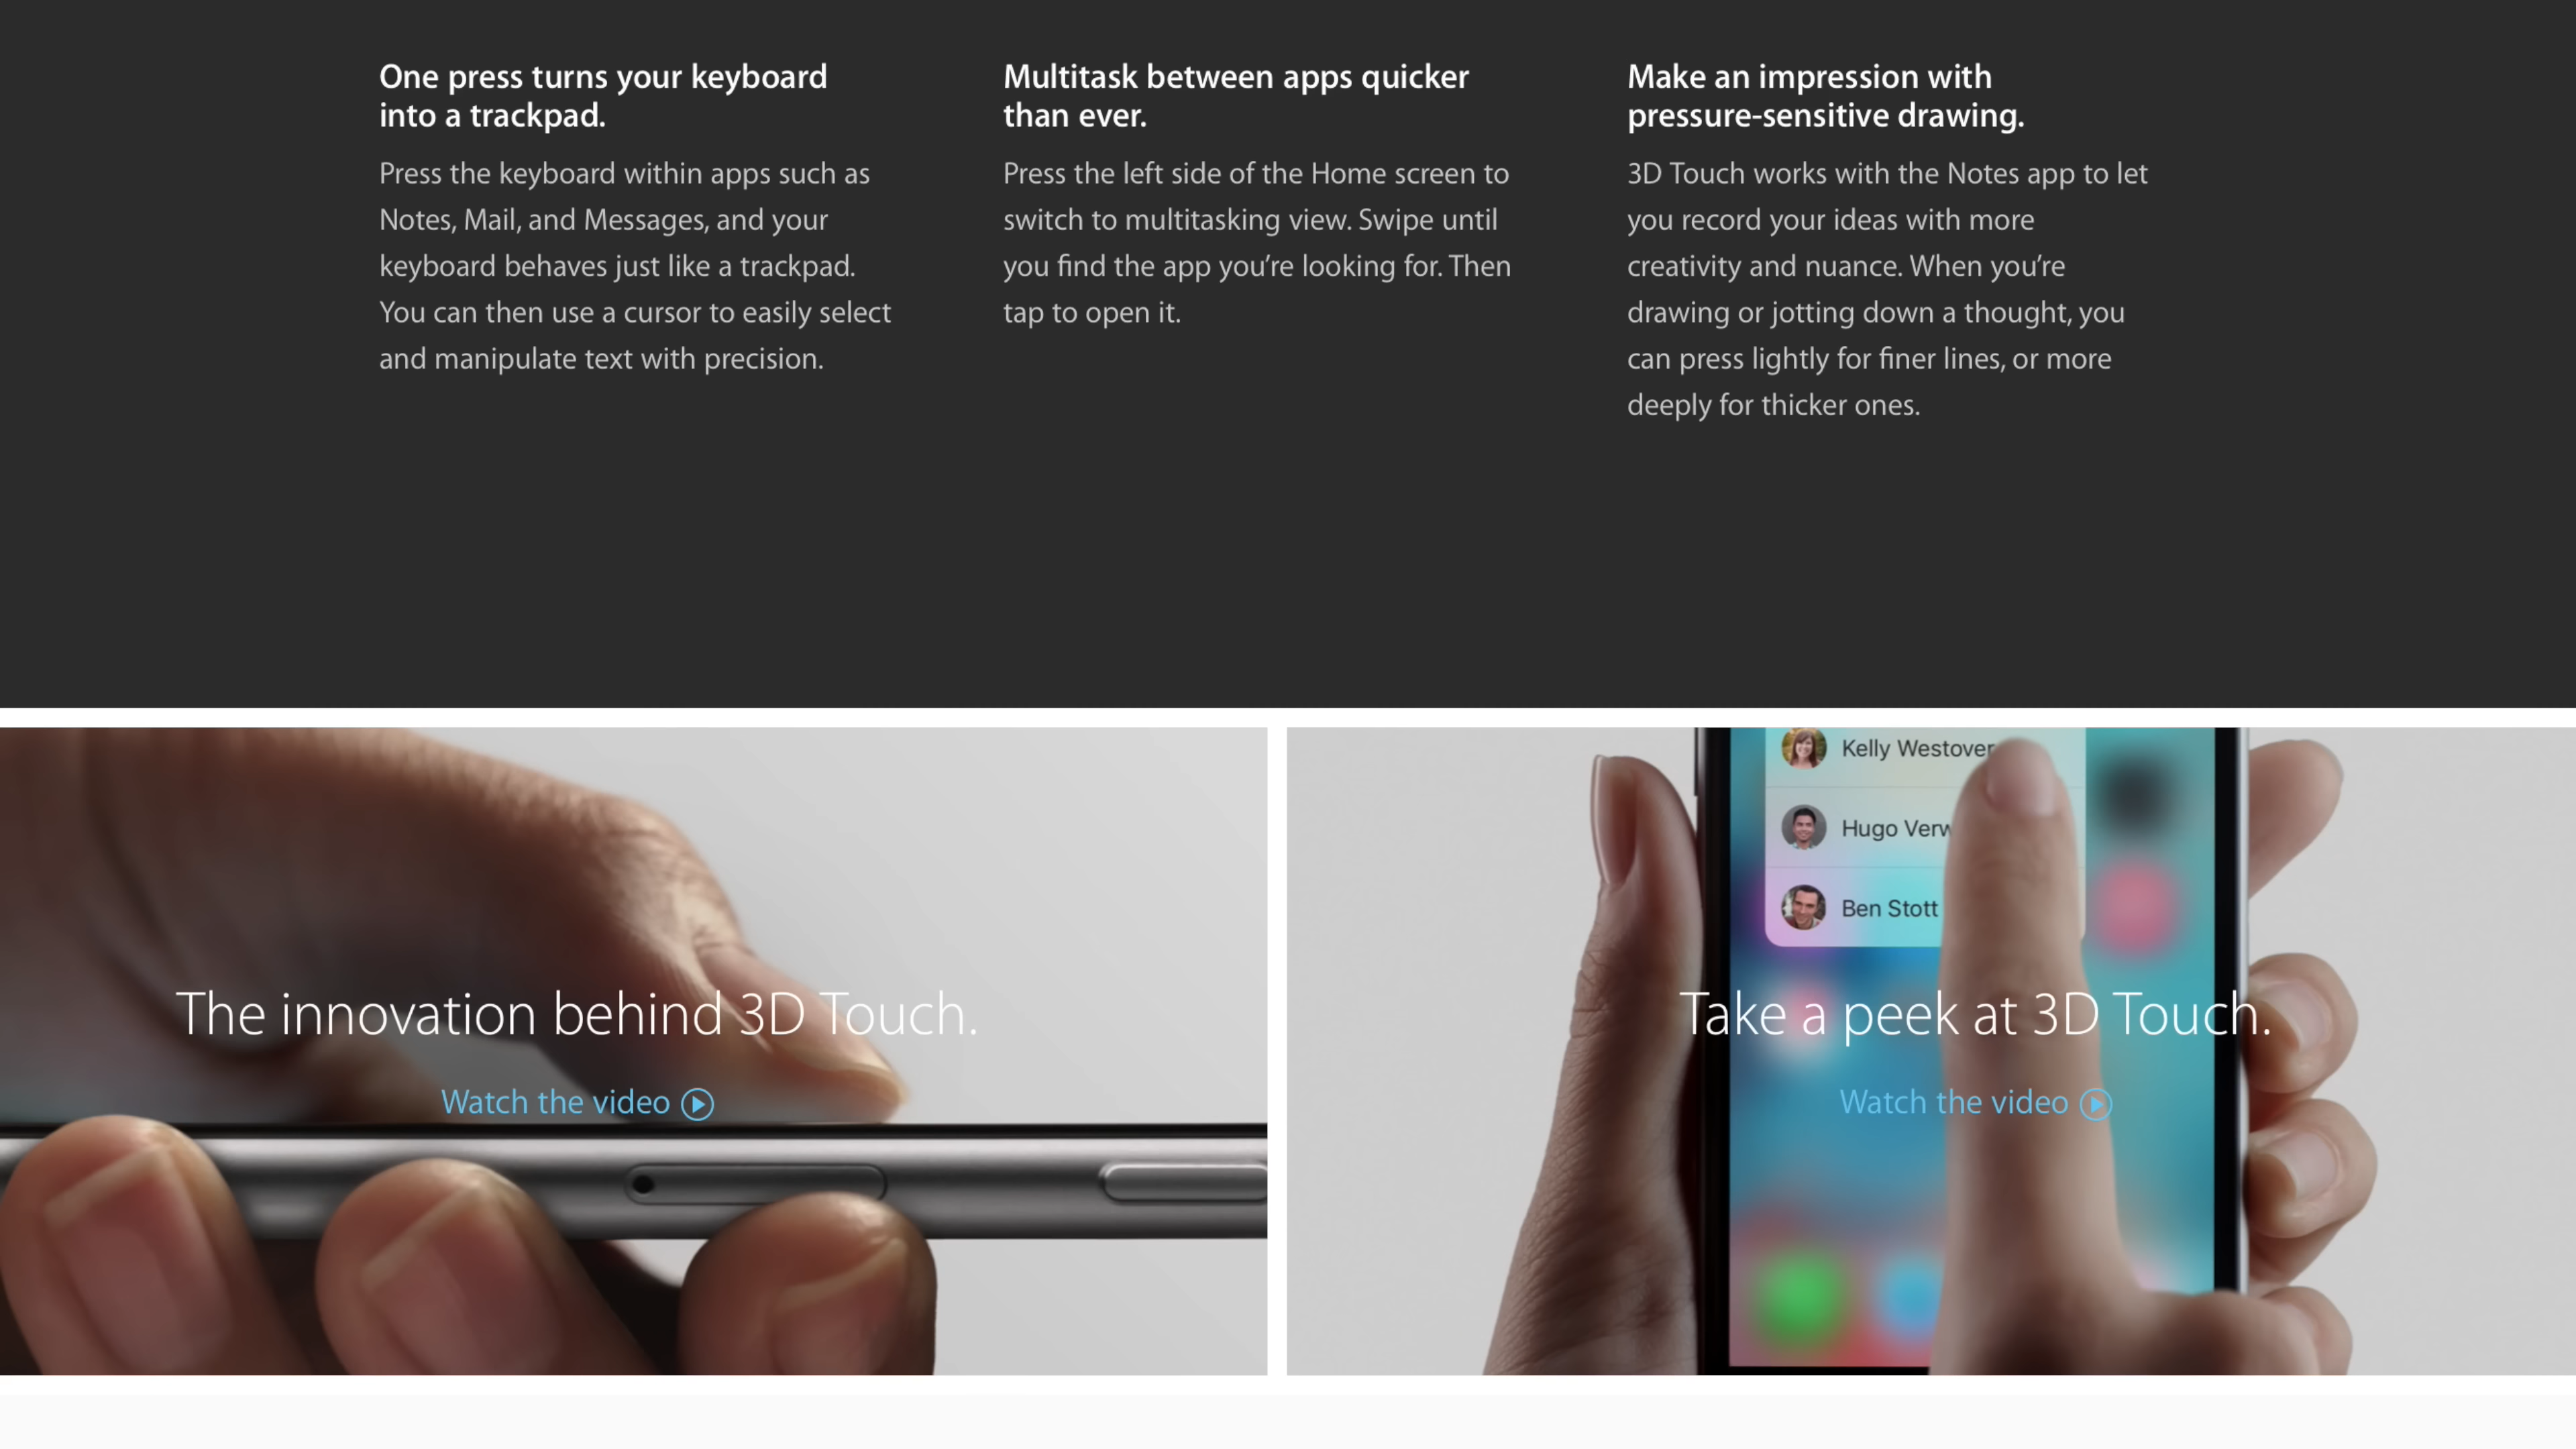 One press turns your keyboard
into a trackpad.
Press the keyboard within apps such as
Notes, Mail, and Messages, and your
keyboard behaves just like a trackpad.
You can then use a cursor to easily select
and manipulate text with precision.
Multitask between apps quicker
than ever.
Press the left side of the Home screen to
switch to multitasking view. Swipe until
you find the app you’re looking for. Then
tap to open it.
Make an impression with
pressure-sensitive drawing.
3D Touch works with the Notes app to let
you record your ideas with more
creativity and nuance. When you’re
drawing or jotting down a thought, you
can press lightly for finer lines, or more
deeply for thicker ones.
The innovation behind 3D Touch.
Watch the video
Kelly Westover
Hugo Verw
Ben Stott
Take a peek at 3D Touch.
Watch the video